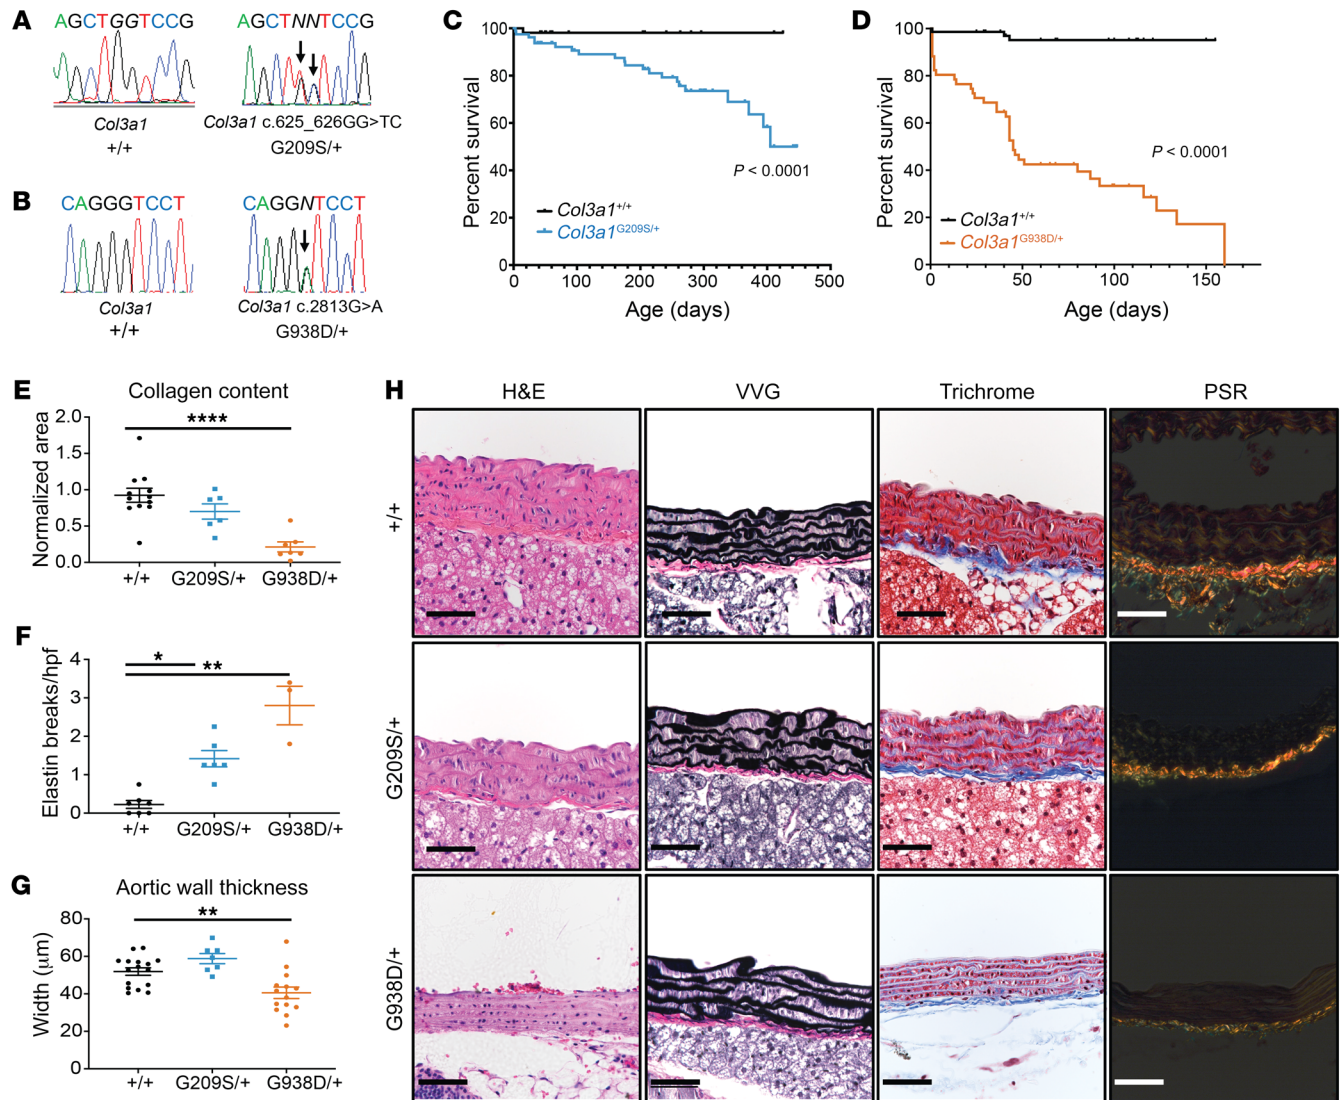 A
AGCTGGTCCG
AGCTNNTCCG
Col3a1
+/+
Col3a1 c.625_626GG>TC
G209S/+
B
CAGGGTCCT
CAGGNTCCT
Col3a1
+/+
Col3a1 c.2813G>A
G938D/+
C
Percent survival
100
80
60
40
20
0
P < 0.0001
Col3a1+/+
Col3a1G209S/+
0 100 200 300 400 500
Age (days)
D
Percent survival
100
80
60
40
20
0
P < 0.0001
Col3a1+/+
Col3a1G938D/+
0 50 100 150
Age (days)
E
Collagen content
****
Normalized area
2.0
1.5
1.0
0.5
0.0
+/+ G209S/+ G938D/+
F
Elastin breaks/hpf
* **
4
3
2
1
0
+/+ G209S/+ G938D/+
G
Aortic wall thickness
**
Width (μm)
80
60
40
20
0
+/+ G209S/+ G938D/+
H
H&E VVG Trichrome PSR
+/+
G209S/+
G938D/+